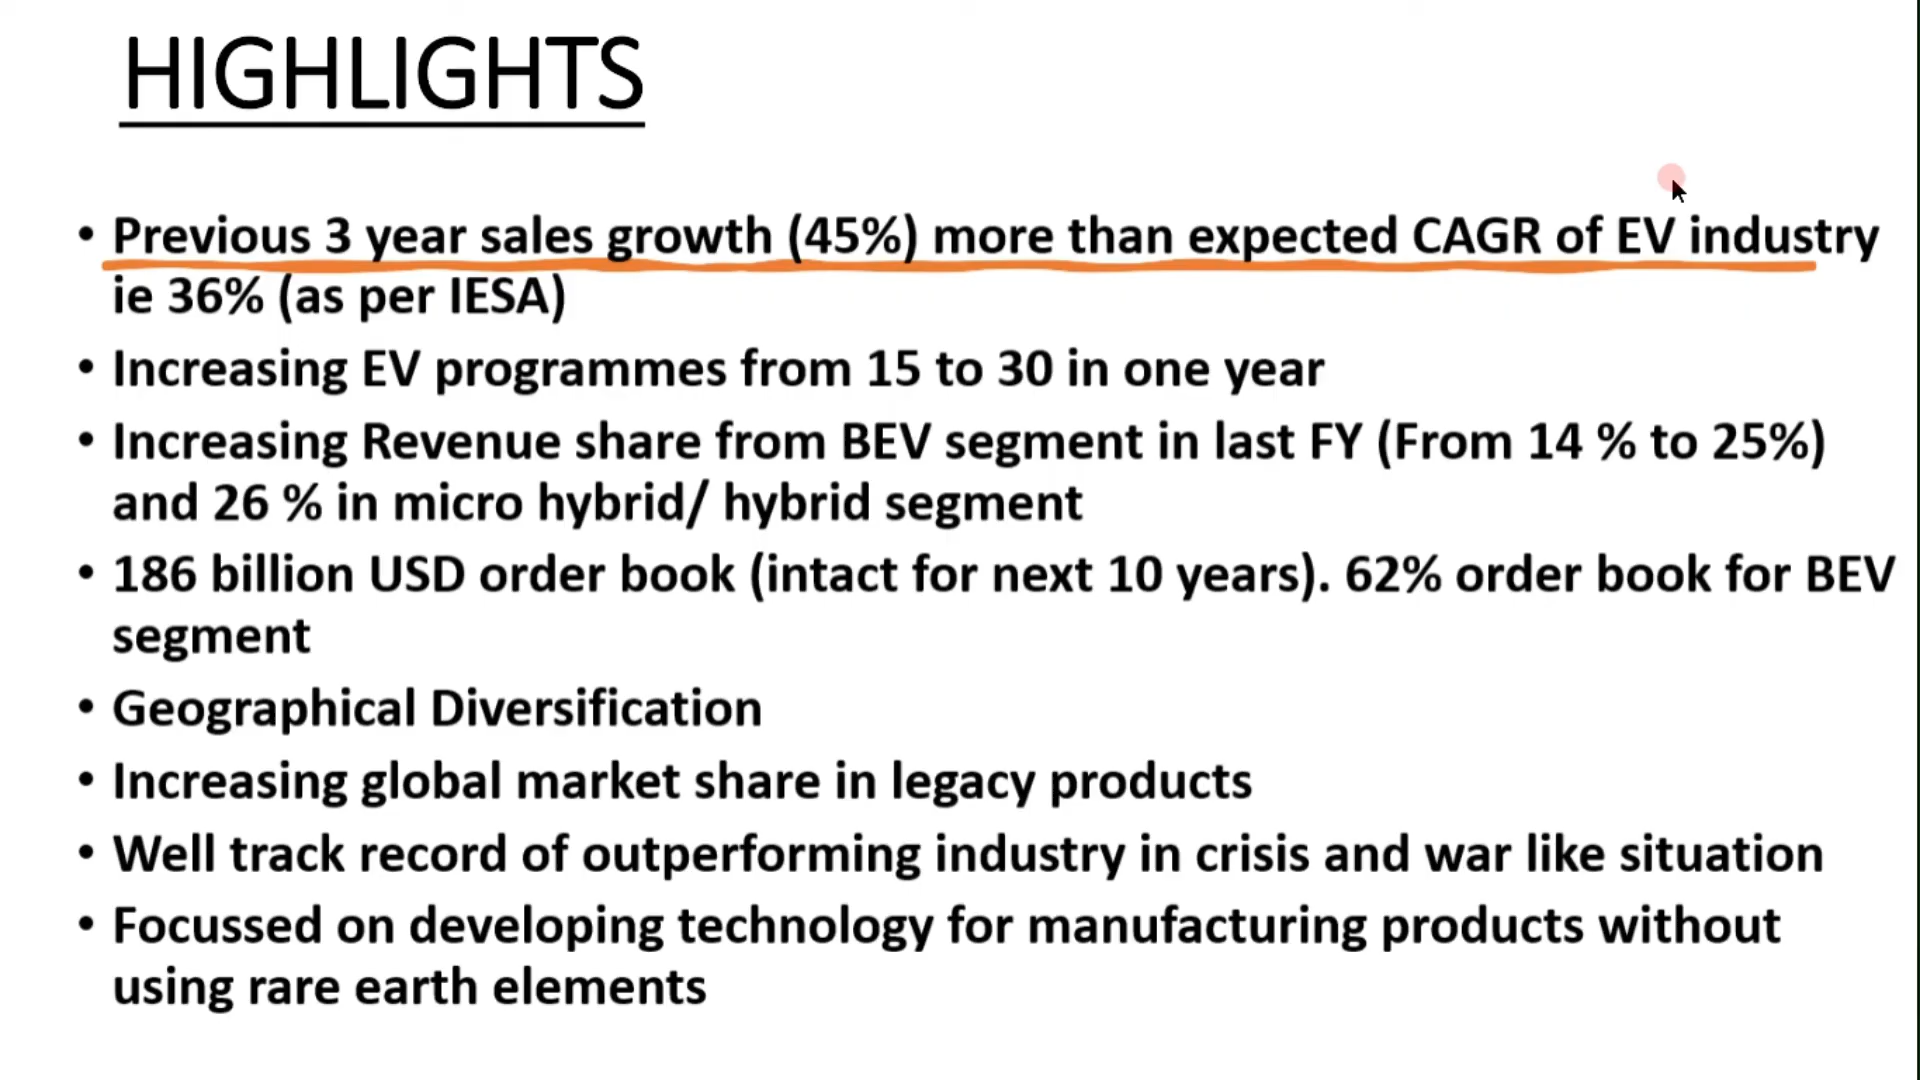 HIGHLIGHTS
• Previous 3 year sales growth (45%) more than expected CAGR of EV industry
ie 36% (as per IESA)
• Increasing EV programmes from 15 to 30 in one year
• Increasing Revenue share from BEV segment in last FY (From 14 % to 25%)
and 26 % in micro hybrid/ hybrid segment
• 186 billion USD order book (intact for next 10 years). 62% order book for BEV
segment
• Geographical Diversification
• Increasing global market share in legacy products
• Well track record of outperforming industry in crisis and war like situation
• Focussed on developing technology for manufacturing products without
using rare earth elements